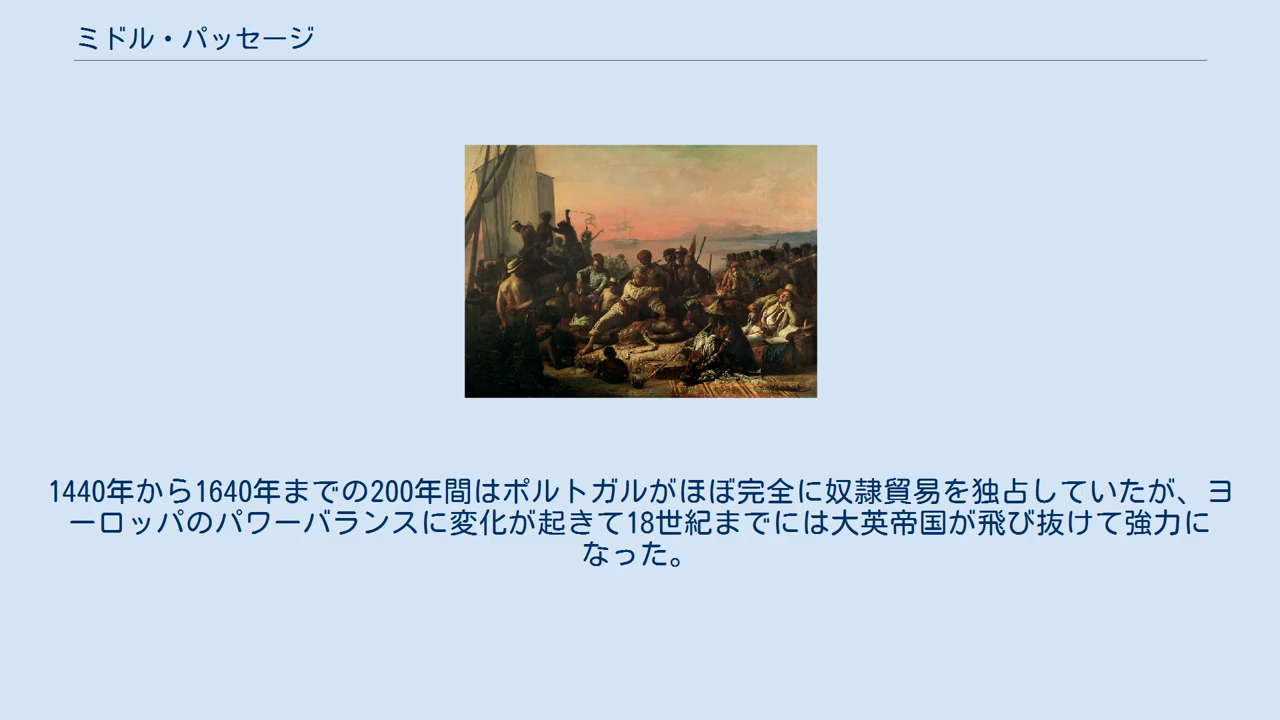 ミドル・パッセージ
1440年から1640年までの200年間はポルトガルがほぼ完全に奴隷貿易を独占していたが、ヨ
ーロッパのパワーバランスに変化が起きて18世紀までには大英帝国が飛び抜けて強力に
なった。